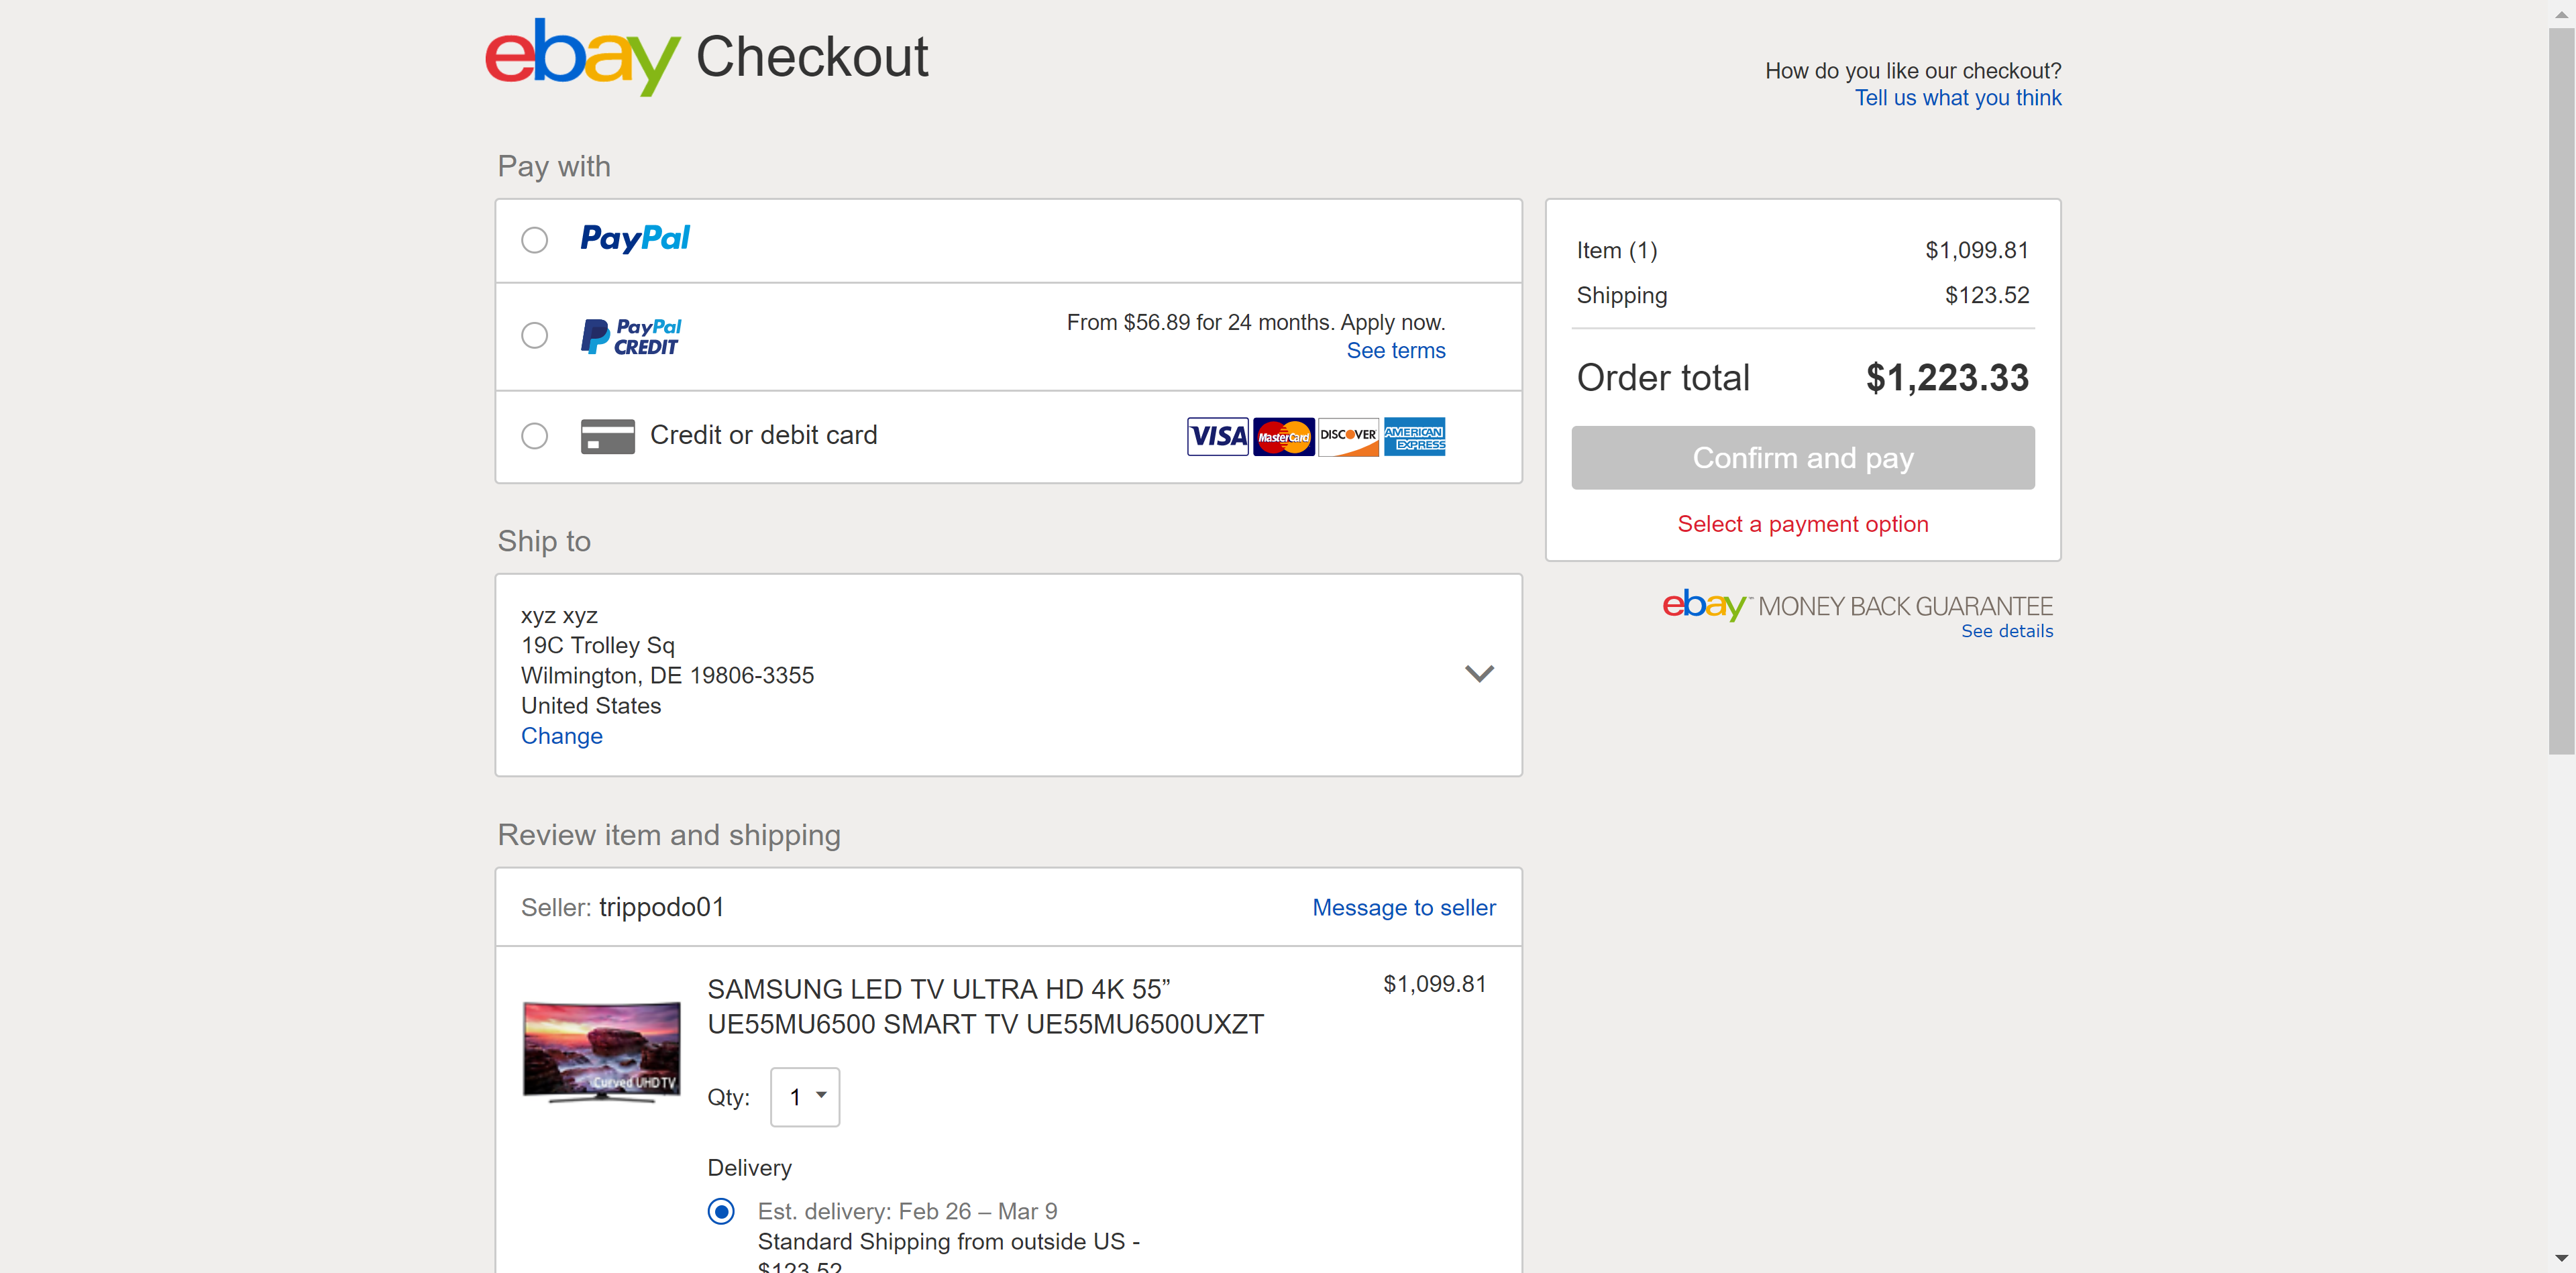 ebay Checkout
How do you like our checkout?
Tell us what you think
Pay with
PayPal
PayPal
CREDIT
From $56.89 for 24 months. Apply now.
See terms
Credit or debit card
VISA MasterCard DISCOVER AMERICAN EXPRESS
Item (1) $1,099.81
Shipping $123.52
Order total $1,223.33
Confirm and pay
Select a payment option
ebay™ MONEY BACK GUARANTEE
See details
Ship to
xyz xyz
19C Trolley Sq
Wilmington, DE 19806-3355
United States
Change
Review item and shipping
Seller: trippodo01 Message to seller
SAMSUNG LED TV ULTRA HD 4K 55” $1,099.81
UE55MU6500 SMART TV UE55MU6500UXZT
Curved UHD TV
Qty: 1
Delivery
Est. delivery: Feb 26 – Mar 9
Standard Shipping from outside US -
$123.52